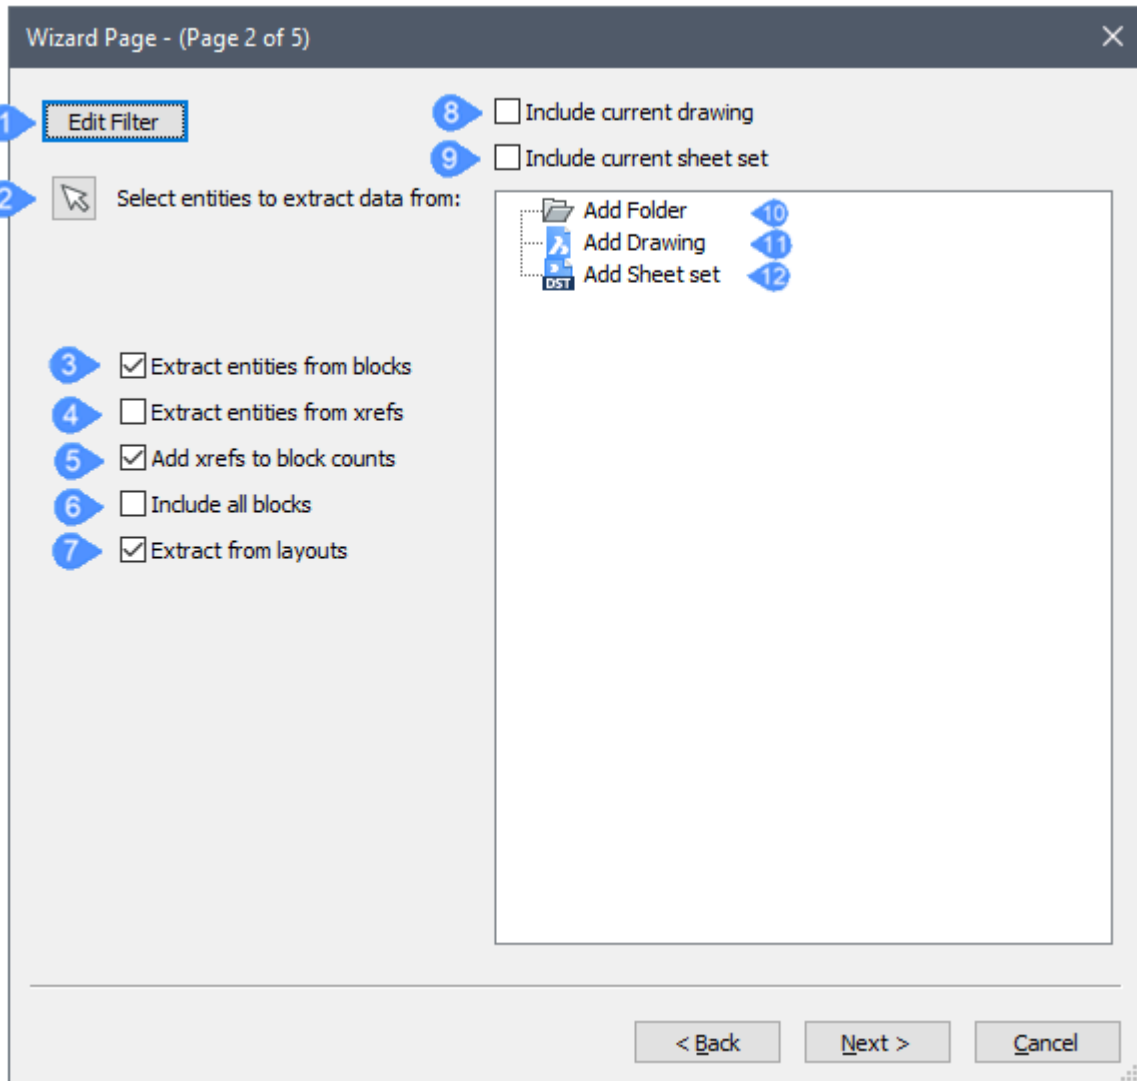 Wizard Page - (Page 2 of 5)
1 Edit Filter
2 Select entities to extract data from:
3 Extract entities from blocks
4 Extract entities from xrefs
5 Add xrefs to block counts
6 Include all blocks
7 Extract from layouts
8 Include current drawing
9 Include current sheet set
Add Folder 10
Add Drawing 11
DST Add Sheet set 12
< Back Next > Cancel